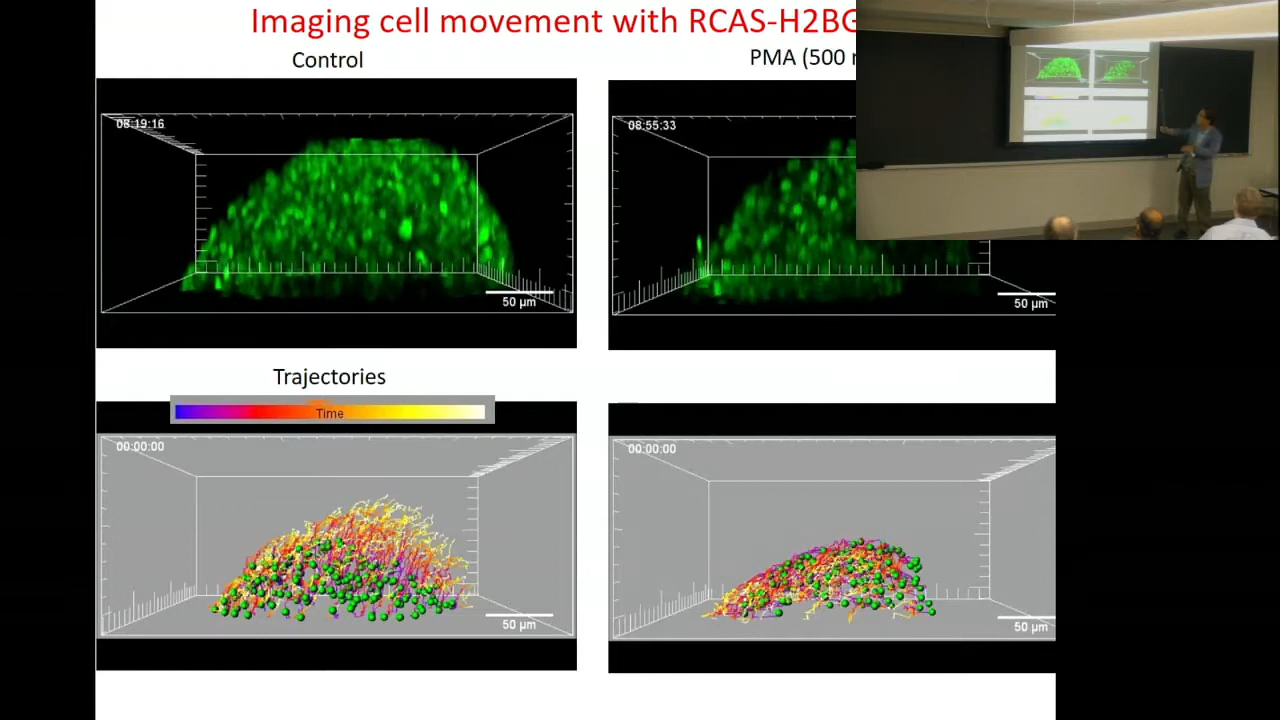 Imaging cell movement with RCAS-H2BG
Control
PMA (500
08:19:16
08:55:33
50 µm
50 µm
Trajectories
Time
00:00:00
00:00:00
50 µm
50 µm